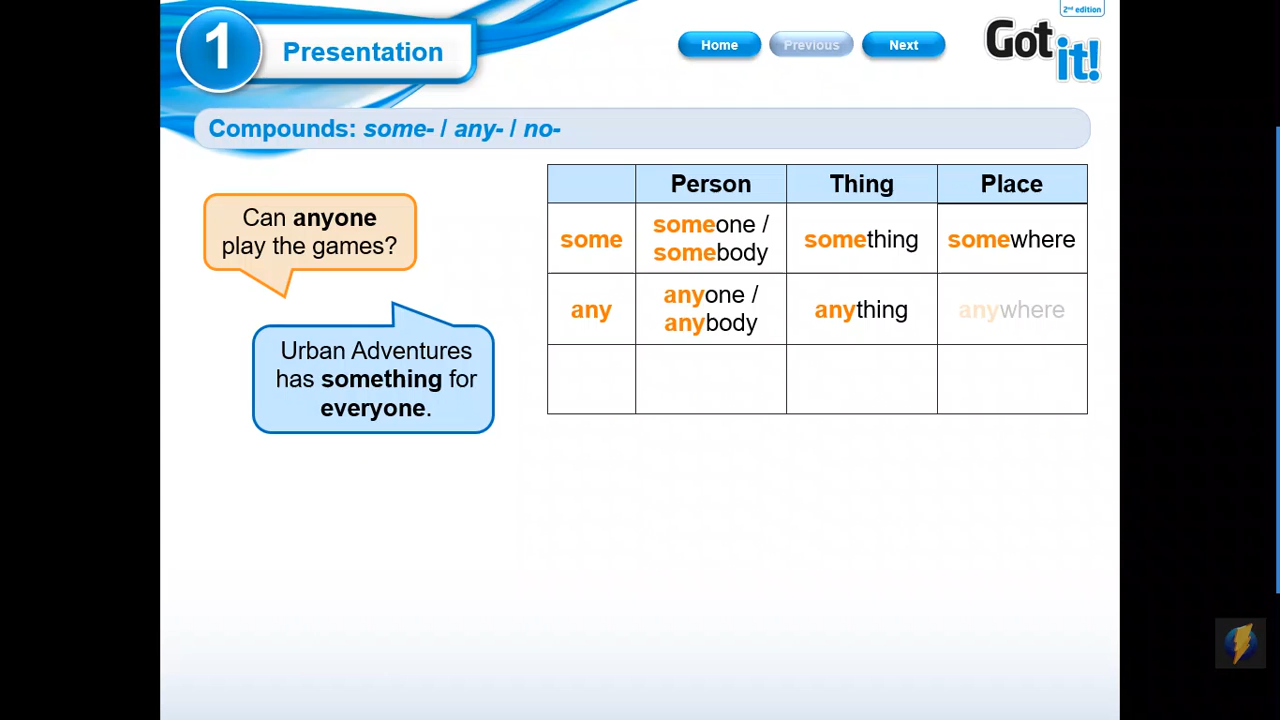 1
Presentation
Home
Previous
Next
2nd edition
Got
it!
Compounds: some- / any- / no-
Can anyone
play the games?
Urban Adventures
has something for
everyone.
Person Thing Place
some someone / somebody something somewhere
any anyone / anybody anything anywhere